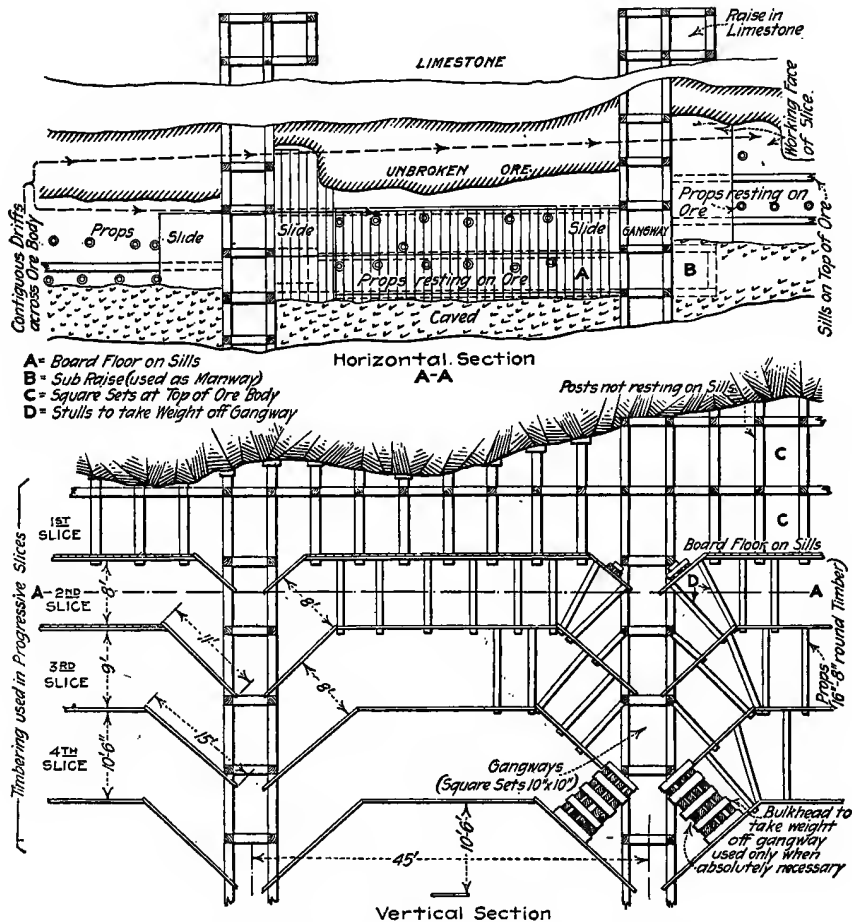 Raise in
Limestone
LIMESTONE
Working Face
of Slice.
UNBROKEN ORE
Contiguous Drifts
across Ore Body
Props
Slide
Slide
Props resting on Ore
A
Slide
GANGWAY
B
Props resting on
Ore
Sills on Top of Ore
Caved
Horizontal Section
A-A
A= Board Floor on Sills
B= Sub Raise (used as Manway)
C= Square Sets at Top of Ore Body
D= Stulls to take Weight off Gangway
Posts not resting on Sills
C
C
Timbering used in Progressive Slices
1ST
SLICE
Board Floor on Sills
D
A
2ND
SLICE
8'
8'
A
3RD
SLICE
9'
11'
8'
Props
16"-8" round Timber)
4TH
SLICE
10'-6"
15'
Gangways
(Square Sets 10"x10")
Bulkhead to
take weight
off gangway
used only when
absolutely necessary
45'
10'-6"
Vertical Section